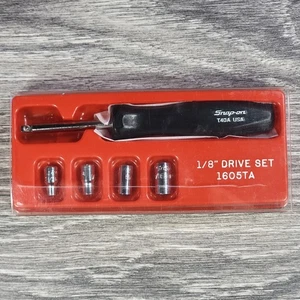 Snap-on
T40A USA
1/8" DRIVE SET
1605TA